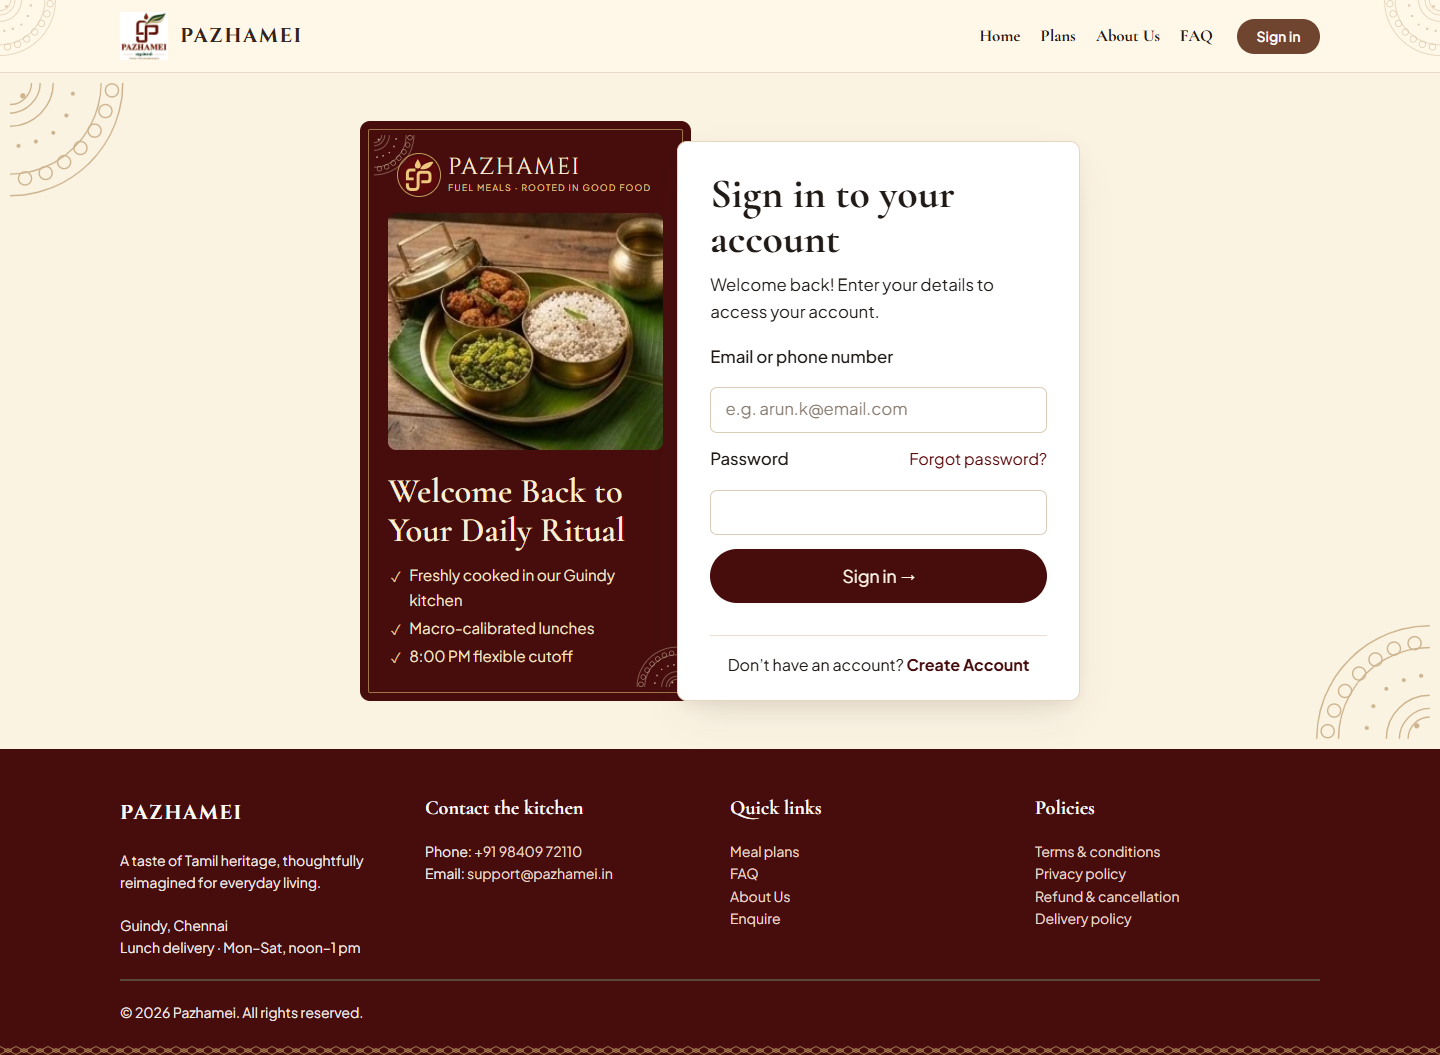 PAZHAMEI
PAZHAMEI
Home Plans About Us FAQ Sign in
PAZHAMEI
FUEL MEALS · ROOTED IN GOOD FOOD
Welcome Back to
Your Daily Ritual
✓ Freshly cooked in our Guindy
kitchen
✓ Macro-calibrated lunches
✓ 8:00 PM flexible cutoff
Sign in to your
account
Welcome back! Enter your details to
access your account.
Email or phone number
e.g. arun.k@email.com
Password Forgot password?
Sign in →
Don't have an account? Create Account
PAZHAMEI
A taste of Tamil heritage, thoughtfully
reimagined for everyday living.
Guindy, Chennai
Lunch delivery · Mon–Sat, noon–1 pm
Contact the kitchen
Phone: +91 98409 72110
Email: support@pazhamei.in
Quick links
Meal plans
FAQ
About Us
Enquire
Policies
Terms & conditions
Privacy policy
Refund & cancellation
Delivery policy
© 2026 Pazhamei. All rights reserved.